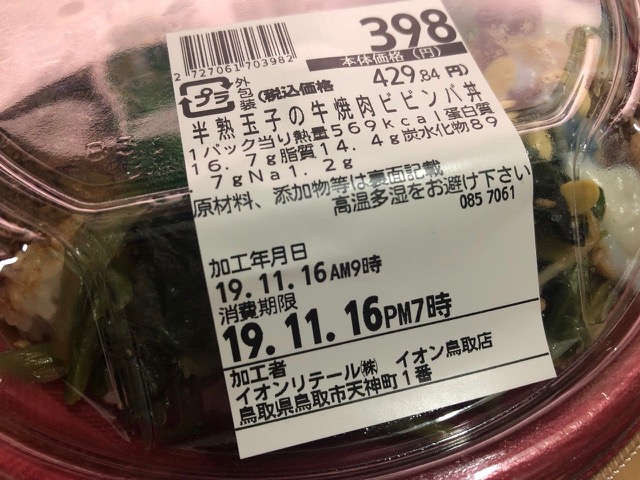 398
本体価格(円)
2 727061 703982
プラ
外包装
(税込価格 429.84 円)
半熟玉子の牛焼肉ビビンバ丼
1パック当り熱量569kcal蛋白質
16.7g脂質14.4g炭水化物89
.7gNa1.2g
原材料、添加物等は裏面記載
高温多湿をお避け下さい
085 7061
加工年月日
19.11.16AM9時
消費期限
19.11.16PM7時
加工者
イオンリテール㈱ イオン鳥取店
鳥取県鳥取市天神町1番